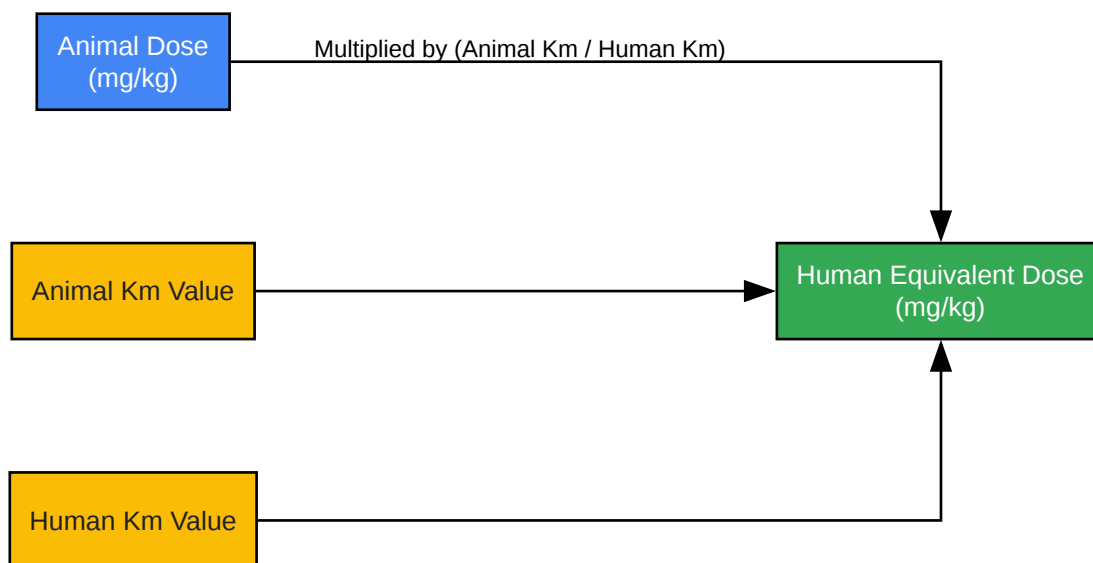 Animal Dose
(mg/kg)
Multiplied by (Animal Km / Human Km)
Animal Km Value
Human Equivalent Dose
(mg/kg)
Human Km Value